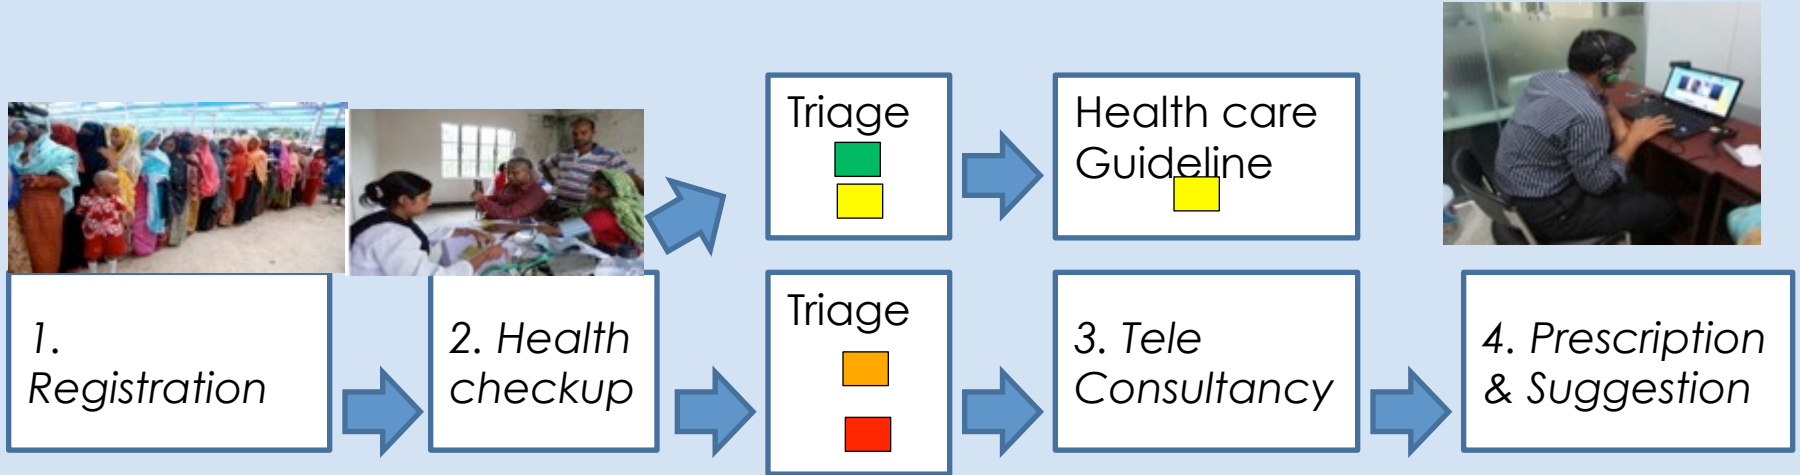 Triage
Health care
Guideline
1.
Registration
2. Health
checkup
Triage
3. Tele
Consultancy
4. Prescription
& Suggestion